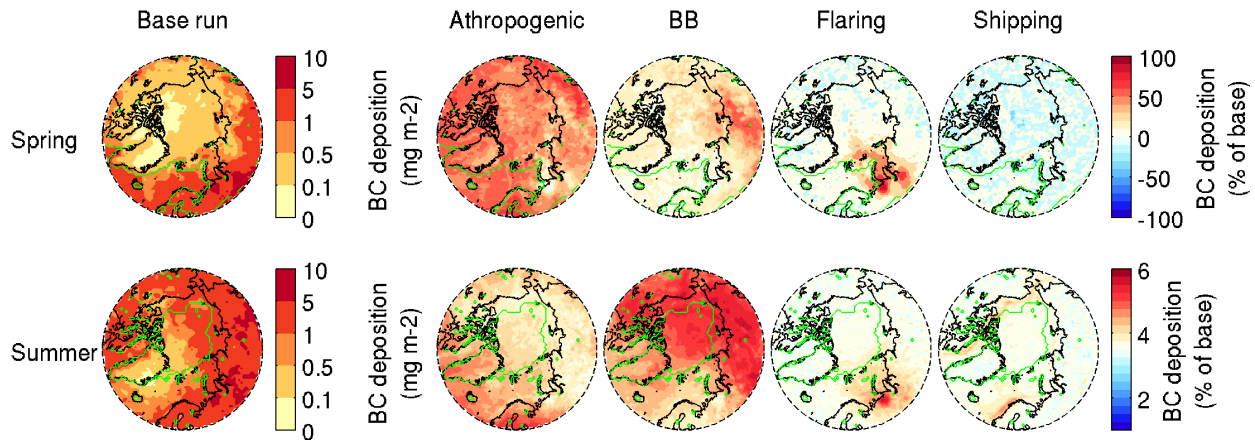 Base run
Athropogenic
BB
Flaring
Shipping
Spring
10
5
1
0.5
0.1
0
BC deposition
(mg m-2)
100
50
0
-50
-100
BC deposition
(% of base)
Summer
10
5
1
0.5
0.1
0
BC deposition
(mg m-2)
6
4
2
BC deposition
(% of base)